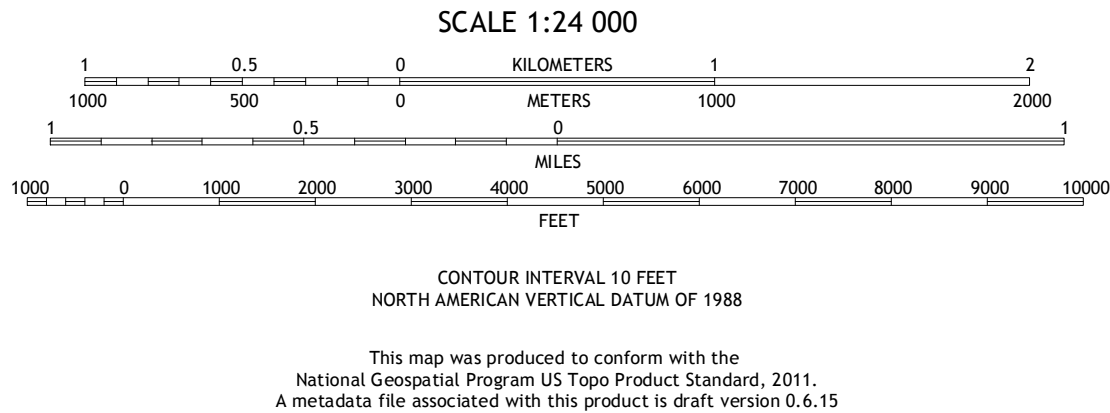 SCALE 1:24 000
1 0.5 0 KILOMETERS 1 2
1000 500 0 METERS 1000 2000
1 0.5 0 1
MILES
1000 0 1000 2000 3000 4000 5000 6000 7000 8000 9000 10000
FEET
CONTOUR INTERVAL 10 FEET
NORTH AMERICAN VERTICAL DATUM OF 1988
This map was produced to conform with the
National Geospatial Program US Topo Product Standard, 2011.
A metadata file associated with this product is draft version 0.6.15